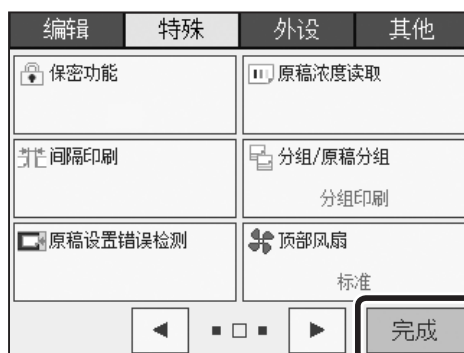 编辑 特殊 外设 其他
保密功能 原稿浓度读取
间隔印刷 分组/原稿分组
分组印刷
原稿设置错误检测 顶部风扇
标准
完成